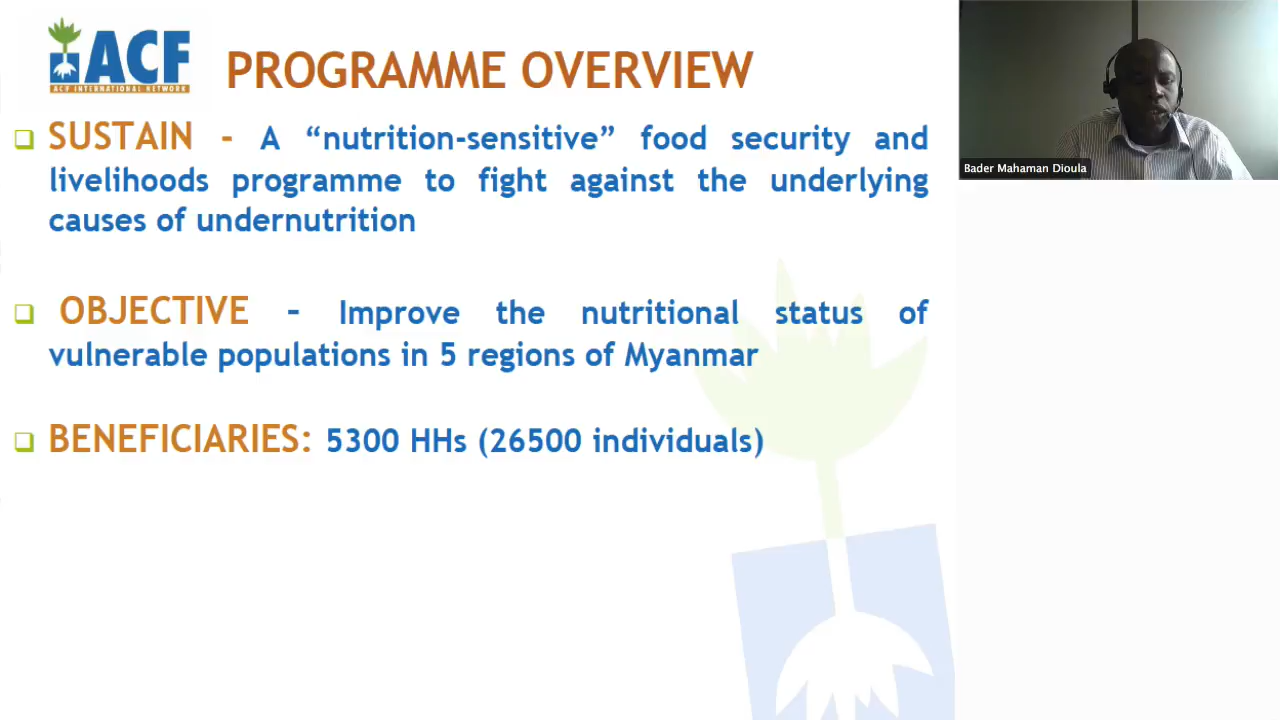 ACF
ACF INTERNATIONAL NETWORK
PROGRAMME OVERVIEW
SUSTAIN - A “nutrition-sensitive” food security and
livelihoods programme to fight against the underlying
causes of undernutrition
OBJECTIVE – Improve the nutritional status of
vulnerable populations in 5 regions of Myanmar
BENEFICIARIES: 5300 HHs (26500 individuals)
Bader Mahaman Dioula